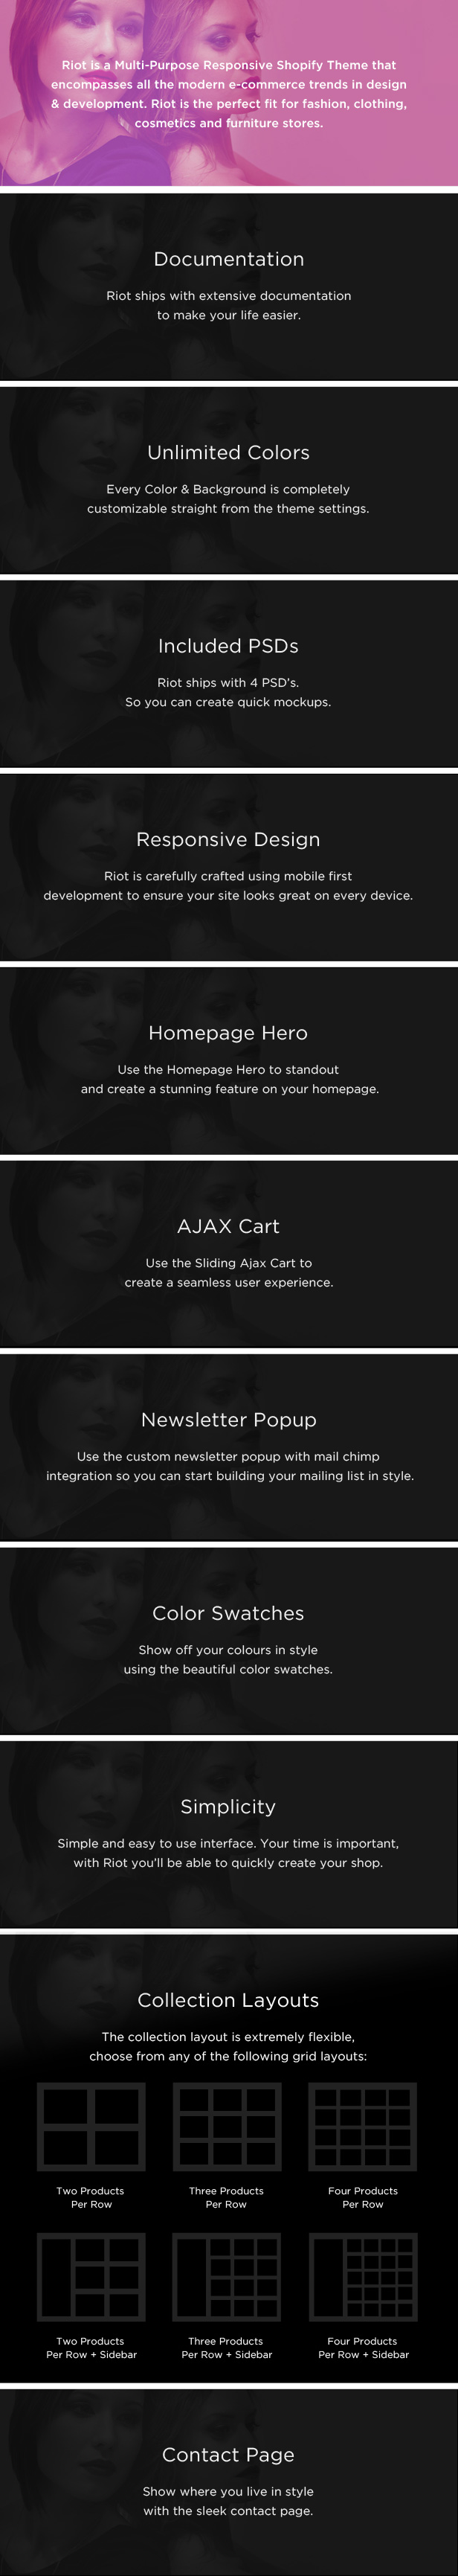 Riot is a Multi-Purpose Responsive Shopify Theme that
encompasses all the modern e-commerce trends in design
& development. Riot is the perfect fit for fashion, clothing,
cosmetics and furniture stores.
Documentation
Riot ships with extensive documentation
to make your life easier.
Unlimited Colors
Every Color & Background is completely
customizable straight from the theme settings.
Included PSDs
Riot ships with 4 PSD's.
So you can create quick mockups.
Responsive Design
Riot is carefully crafted using mobile first
development to ensure your site looks great on every device.
Homepage Hero
Use the Homepage Hero to standout
and create a stunning feature on your homepage.
AJAX Cart
Use the Sliding Ajax Cart to
create a seamless user experience.
Newsletter Popup
Use the custom newsletter popup with mail chimp
integration so you can start building your mailing list in style.
Color Swatches
Show off your colours in style
using the beautiful color swatches.
Simplicity
Simple and easy to use interface. Your time is important,
with Riot you'll be able to quickly create your shop.
Collection Layouts
The collection layout is extremely flexible,
choose from any of the following grid layouts:
Two Products
Per Row
Three Products
Per Row
Four Products
Per Row
Two Products
Per Row + Sidebar
Three Products
Per Row + Sidebar
Four Products
Per Row + Sidebar
Contact Page
Show where you live in style
with the sleek contact page.